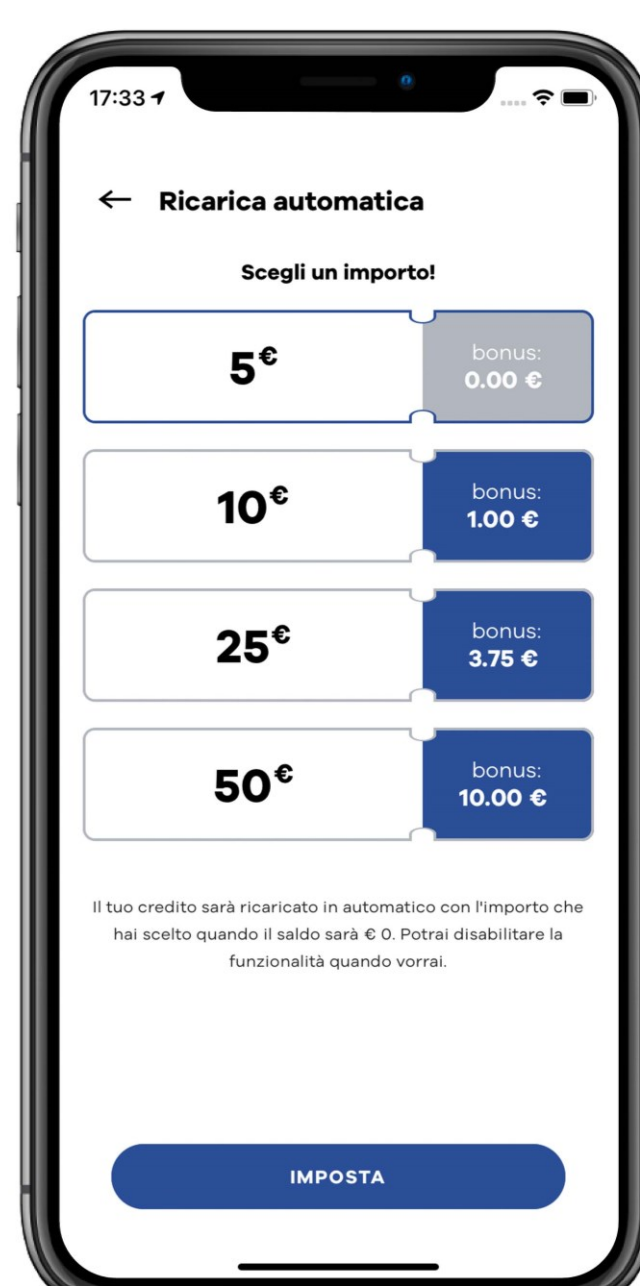 17:33
Ricarica automatica
Scegli un importo!
5€
bonus:
0.00 €
10€
bonus:
1.00 €
25€
bonus:
3.75 €
50€
bonus:
10.00 €
Il tuo credito sarà ricaricato in automatico con l'importo che
hai scelto quando il saldo sarà € 0. Potrai disabilitare la
funzionalità quando vorrai.
IMPOSTA